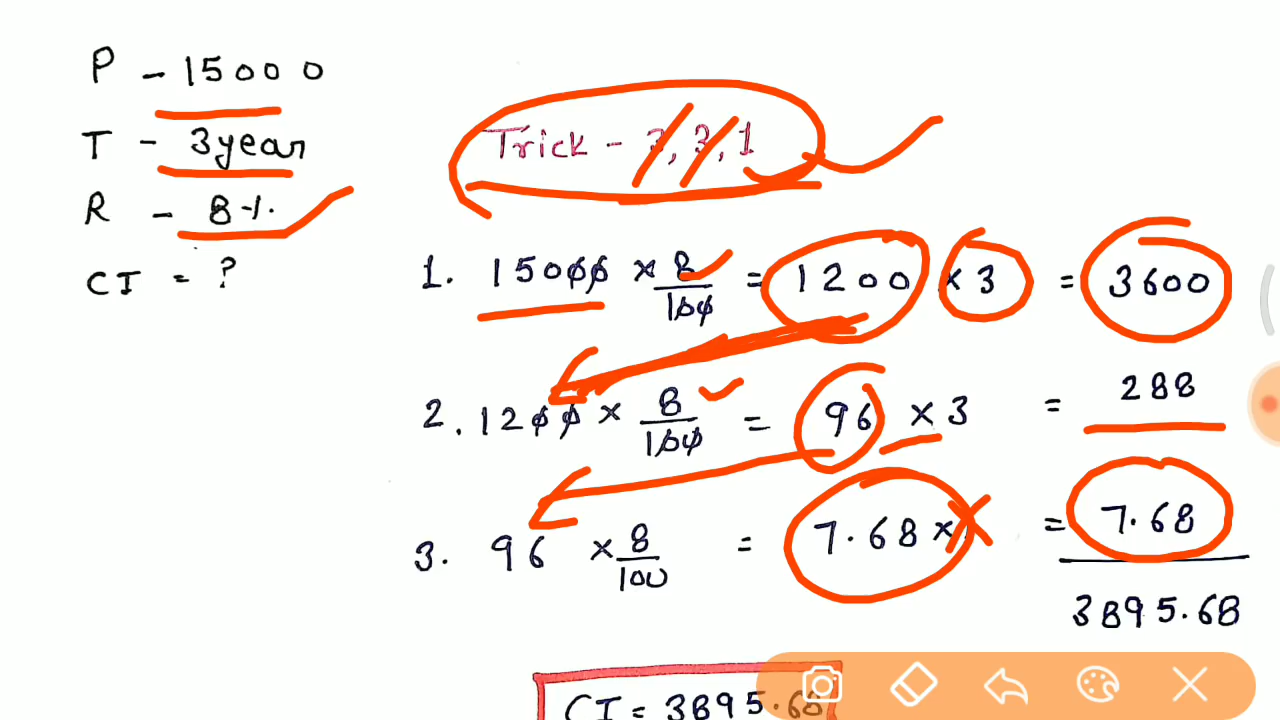 P - 15000
T - 3year
R - 8%
CI = ?
Trick - 3, 3, 1
1. 15000 × 8/100 = 1200 × 3 = 3600
2. 1200 × 8/100 = 96 × 3 = 288
3. 96 × 8/100 = 7.68 × = 7.68
3895.68
CI = 3895.68